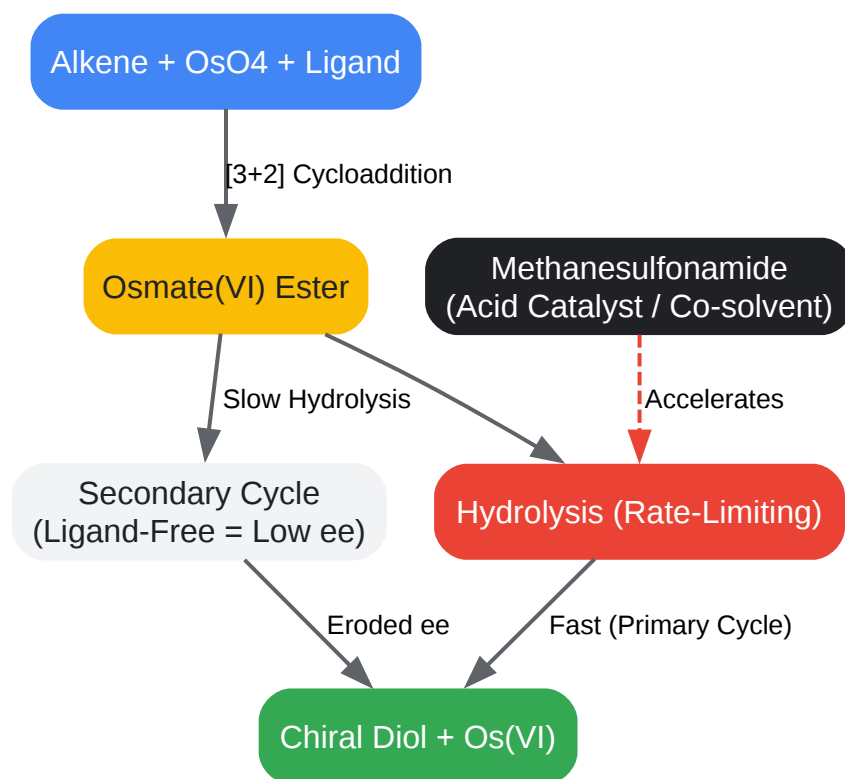 Alkene + OsO4 + Ligand
[3+2] Cycloaddition
Osmate(VI) Ester
Methanesulfonamide
(Acid Catalyst / Co-solvent)
Slow Hydrolysis
Accelerates
Secondary Cycle
(Ligand-Free = Low ee)
Hydrolysis (Rate-Limiting)
Eroded ee
Fast (Primary Cycle)
Chiral Diol + Os(VI)